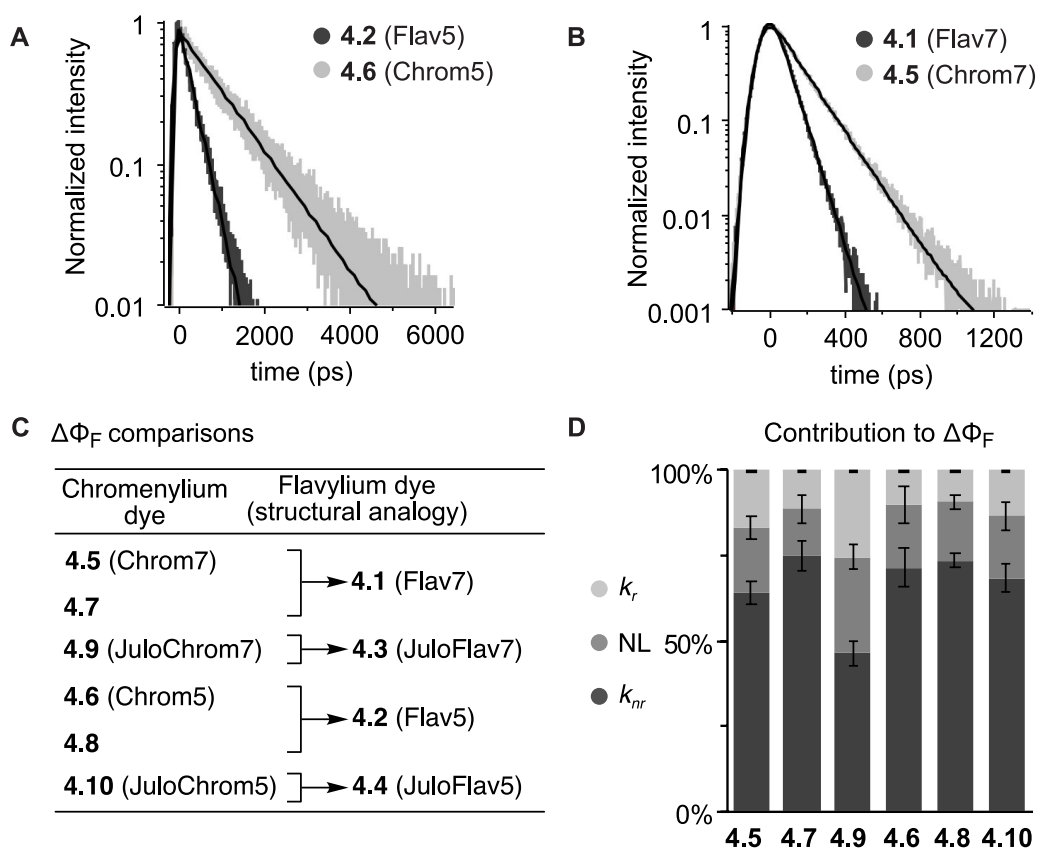 A
Normalized intensity
1
0.1
0.01
4.2 (Flav5)
4.6 (Chrom5)
0 2000 4000 6000
time (ps)
B
Normalized intensity
1
0.1
0.01
0.001
4.1 (Flav7)
4.5 (Chrom7)
0 400 800 1200
time (ps)
C ΔΦF comparisons
Chromenylium dye
Flavylium dye (structural analogy)
4.5 (Chrom7)
4.7
4.1 (Flav7)
4.9 (JuloChrom7) 4.3 (JuloFlav7)
4.6 (Chrom5)
4.8
4.2 (Flav5)
4.10 (JuloChrom5) 4.4 (JuloFlav5)
D Contribution to ΔΦF
100%
50%
0%
kr
NL
knr
4.5 4.7 4.9 4.6 4.8 4.10